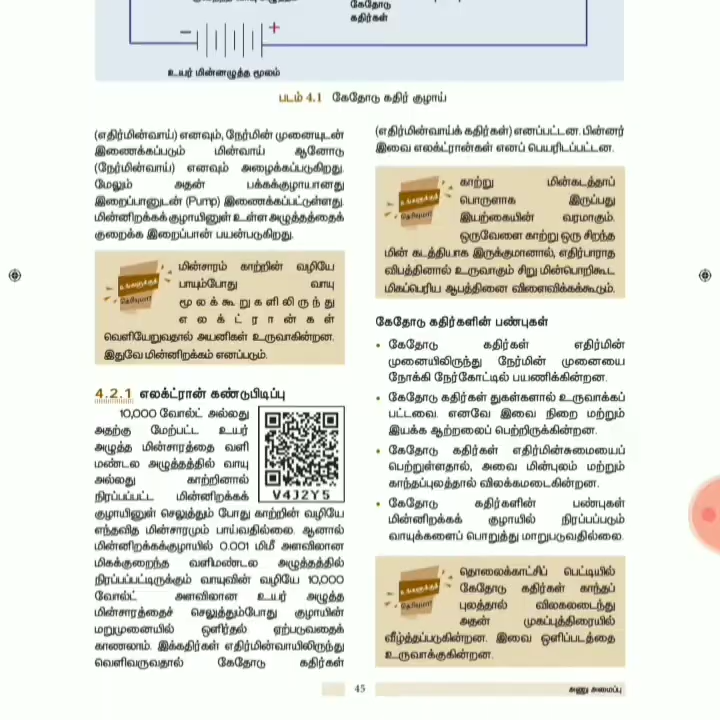 கேதோடு
கதிர்கள்
−
+
உயர் மின்னழுத்த மூலம்
படம் 4.1 கேதோடு கதிர் குழாய்
(எதிர்மின்வாய்) எனவும், நேர்மின் முனையுடன்
இணைக்கப்படும் மின்வாய் ஆனோடு
(நேர்மின்வாய்) எனவும் அழைக்கப்படுகிறது.
மேலும் அதன் பக்ககுழாயானது
இறைப்பானுடன் (Pump) இணைக்கப்பட்டுள்ளது.
மின்னிறக்கக் குழாயினுள் உள்ள அழுத்தத்தைக்
குறைக்க இறைப்பான் பயன்படுகிறது.
உங்களுக்குத்
தெரியுமா?
மின்சாரம் காற்றின் வழியே
பாயும்போது வாயு
மூலக்கூறுகளிலிருந்து
எலக்ட்ரான்கள்
வெளியேறுவதால் அயனிகள் உருவாகின்றன.
இதுவே மின்னிறக்கம் எனப்படும்.
4.2.1 எலக்ட்ரான் கண்டுபிடிப்பு
10,000 வோல்ட் அல்லது
அதற்கு மேற்பட்ட உயர்
அழுத்த மின்சாரத்தை வளி
மண்டல அழுத்தத்தில் வாயு
அல்லது காற்றினால்
நிரப்பப்பட்ட மின்னிறக்கக்
V4J2Y5
குழாயினுள் செலுத்தும் போது காற்றின் வழியே
எந்தவித மின்சாரமும் பாய்வதில்லை. ஆனால்
மின்னிறக்கக்குழாயில் 0.001 மிமீ அளவிலான
மிகக்குறைந்த வளிமண்டல அழுத்தத்தில்
நிரப்பப்பட்டிருக்கும் வாயுவின் வழியே 10,000
வோல்ட் அளவிலான உயர் அழுத்த
மின்சாரத்தைச் செலுத்தும்போது குழாயின்
மறுமுனையில் ஒளிர்தல் ஏற்படுவதைக்
காணலாம். இக்கதிர்கள் எதிர்மின்வாயிலிருந்து
வெளிவருவதால் கேதோடு கதிர்கள்
(எதிர்மின்வாய்க் கதிர்கள்) எனப்பட்டன. பின்னர்
இவை எலக்ட்ரான்கள் எனப் பெயரிடப்பட்டன.
உங்களுக்குத்
தெரியுமா?
காற்று மின்கடத்தாப்
பொருளாக இருப்பது
இயற்கையின் வரமாகும்.
ஒருவேளை காற்று ஒரு சிறந்த
மின் கடத்தியாக இருக்குமானால், எதிர்பாராத
விபத்தினால் உருவாகும் சிறு மின்பொறிகூட
மிகப்பெரிய ஆபத்தினை விளைவிக்கக்கூடும்.
கேதோடு கதிர்களின் பண்புகள்
• கேதோடு கதிர்கள் எதிர்மின்
முனையிலிருந்து நேர்மின் முனையை
நோக்கி நேர்கோட்டில் பயணிக்கின்றன.
• கேதோடு கதிர்கள் துகள்களால் உருவாக்கப்
பட்டவை. எனவே இவை நிறை மற்றும்
இயக்க ஆற்றலைப் பெற்றிருக்கின்றன.
• கேதோடு கதிர்கள் எதிர்மின்சுமையைப்
பெற்றுள்ளதால், அவை மின்புலம் மற்றும்
காந்தப்புலத்தால் விலக்கமடைகின்றன.
• கேதோடு கதிர்களின் பண்புகள்
மின்னிறக்கக் குழாயில் நிரப்பப்படும்
வாயுக்களைப் பொறுத்து மாறுபடுவதில்லை.
உங்களுக்குத்
தெரியுமா?
தொலைக்காட்சிப் பெட்டியில்
கேதோடு கதிர்கள் காந்தப்
புலத்தால் விலகலடைந்து
அதன் முகப்புத்திரையில்
வீழ்த்தப்படுகின்றன. இவை ஒளிப்படத்தை
உருவாக்குகின்றன.
45
அணு அமைப்பு